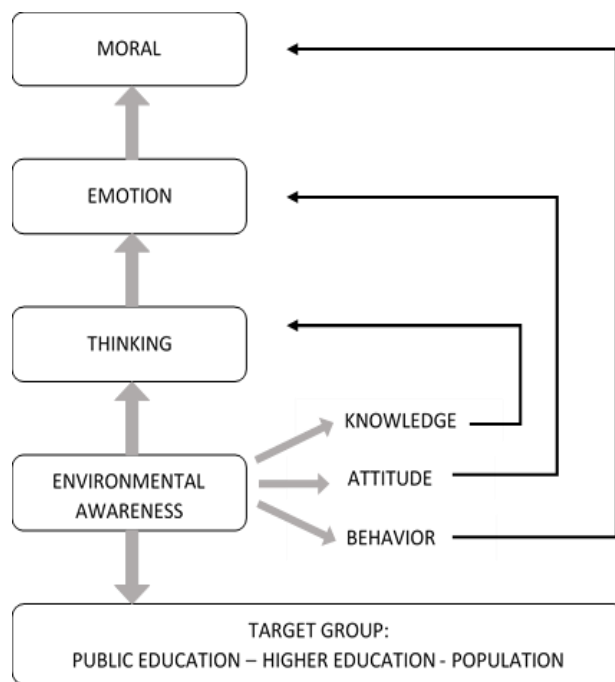 MORAL
EMOTION
THINKING
KNOWLEDGE
ENVIRONMENTAL
AWARENESS
ATTITUDE
BEHAVIOR
TARGET GROUP:
PUBLIC EDUCATION – HIGHER EDUCATION - POPULATION